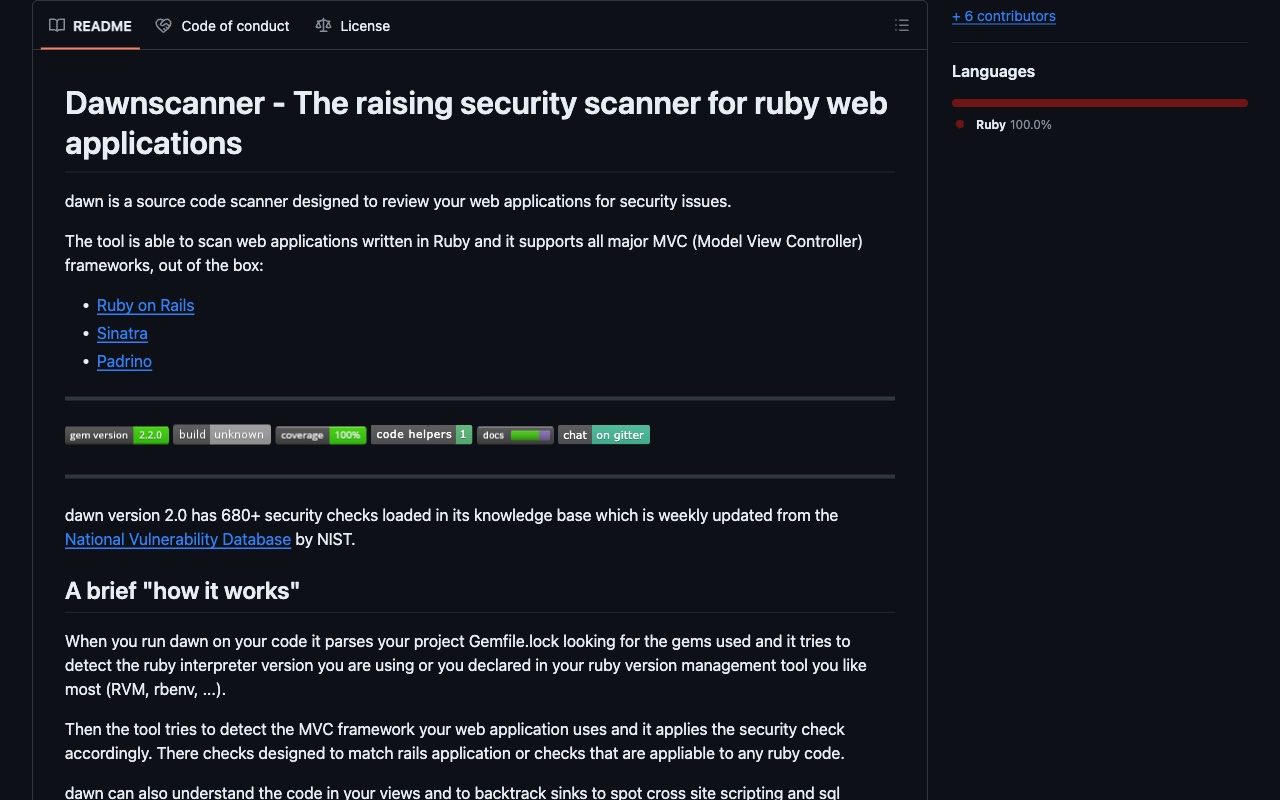 README
Code of conduct
License
+ 6 contributors
Languages
Ruby 100.0%
Dawnscanner - The raising security scanner for ruby web
applications
dawn is a source code scanner designed to review your web applications for security issues.
The tool is able to scan web applications written in Ruby and it supports all major MVC (Model View Controller)
frameworks, out of the box:
• Ruby on Rails
• Sinatra
• Padrino
gem version 2.2.0 build unknown coverage 100% code helpers 1 docs chat on gitter
dawn version 2.0 has 680+ security checks loaded in its knowledge base which is weekly updated from the
National Vulnerability Database by NIST.
A brief "how it works"
When you run dawn on your code it parses your project Gemfile.lock looking for the gems used and it tries to
detect the ruby interpreter version you are using or you declared in your ruby version management tool you like
most (RVM, rbenv, ...).
Then the tool tries to detect the MVC framework your web application uses and it applies the security check
accordingly. There checks designed to match rails application or checks that are appliable to any ruby code.
dawn can also understand the code in your views and to backtrack sinks to spot cross site scripting and sql